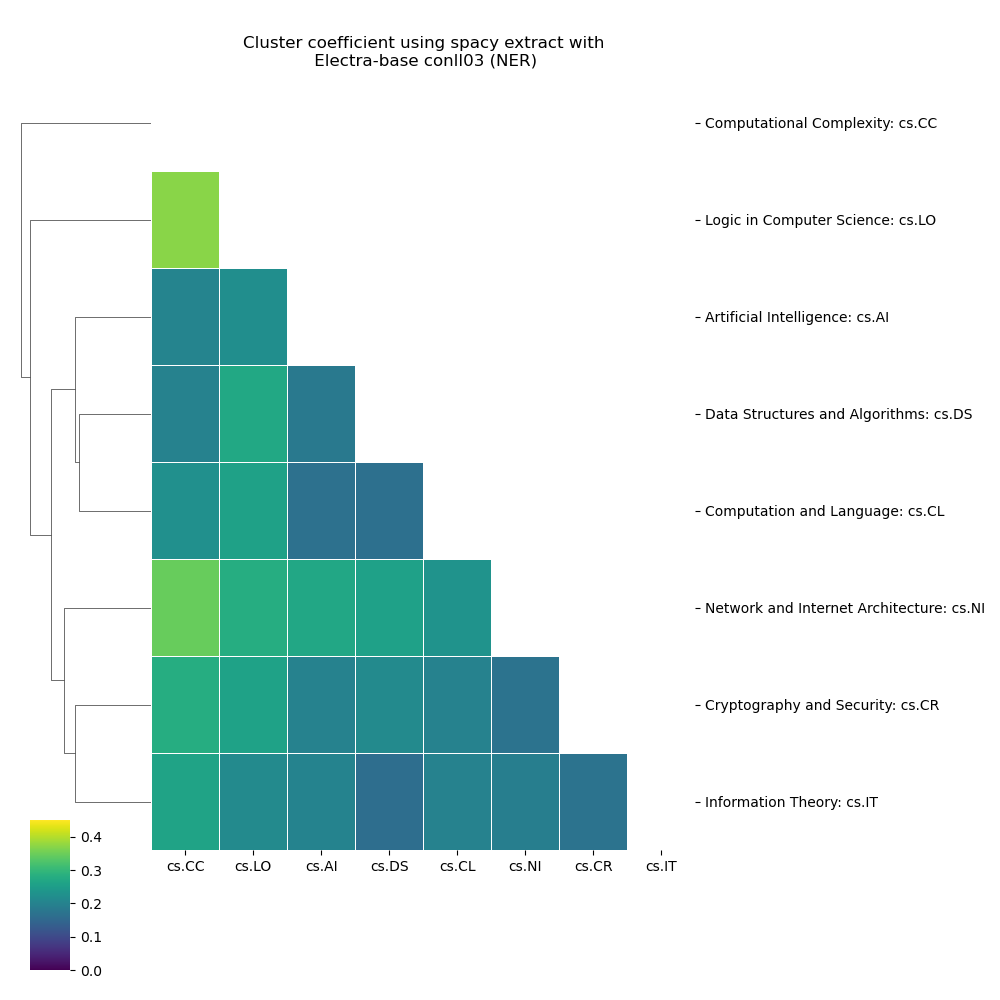 Cluster coefficient using spacy extract with
Electra-base conll03 (NER)
Computational Complexity: cs.CC
Logic in Computer Science: cs.LO
Artificial Intelligence: cs.AI
Data Structures and Algorithms: cs.DS
Computation and Language: cs.CL
Network and Internet Architecture: cs.NI
Cryptography and Security: cs.CR
Information Theory: cs.IT
cs.CC cs.LO cs.AI cs.DS cs.CL cs.NI cs.CR cs.IT
0.4
0.3
0.2
0.1
0.0